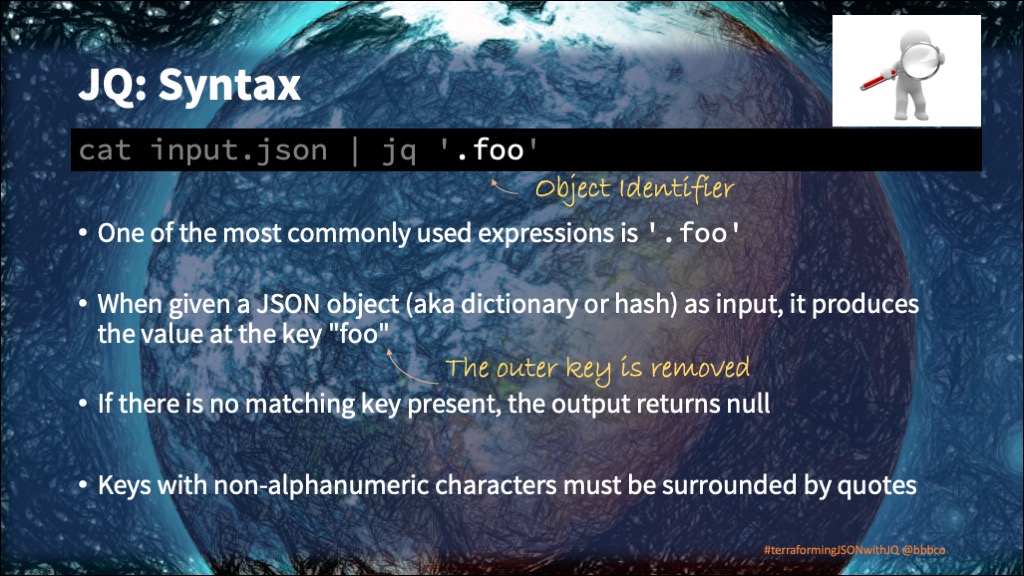 JQ: Syntax
cat input.json | jq '.foo'
Object Identifier
• One of the most commonly used expressions is '.foo'
• When given a JSON object (aka dictionary or hash) as input, it produces
the value at the key "foo"
The outer key is removed
• If there is no matching key present, the output returns null
• Keys with non-alphanumeric characters must be surrounded by quotes
#terraformingJSONwithJQ @bbbco